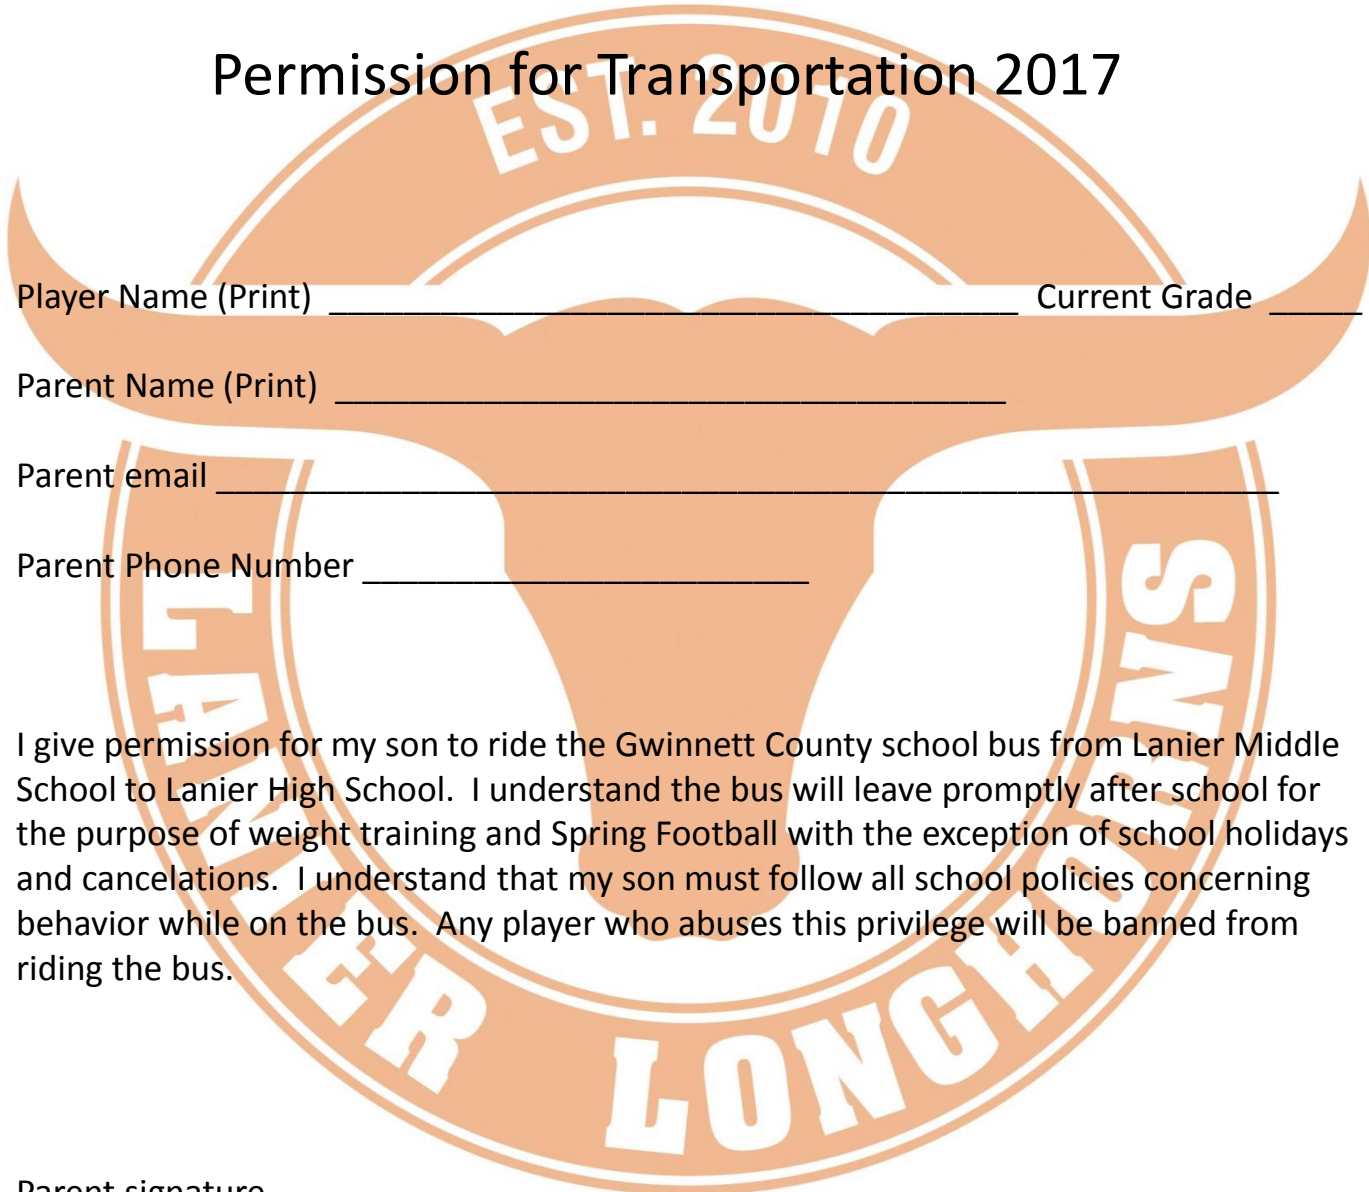 Permission for Transportation 2017
EST. 2010
Player Name (Print) _____________________________________ Current Grade _____
Parent Name (Print) ____________________________________
Parent email _________________________________________________________
Parent Phone Number ________________________
I give permission for my son to ride the Gwinnett County school bus from Lanier Middle
School to Lanier High School.  I understand the bus will leave promptly after school for
the purpose of weight training and Spring Football with the exception of school holidays
and cancelations.  I understand that my son must follow all school policies concerning
behavior while on the bus.  Any player who abuses this privilege will be banned from
riding the bus.
LANIER LONGHORNS
Parent signature